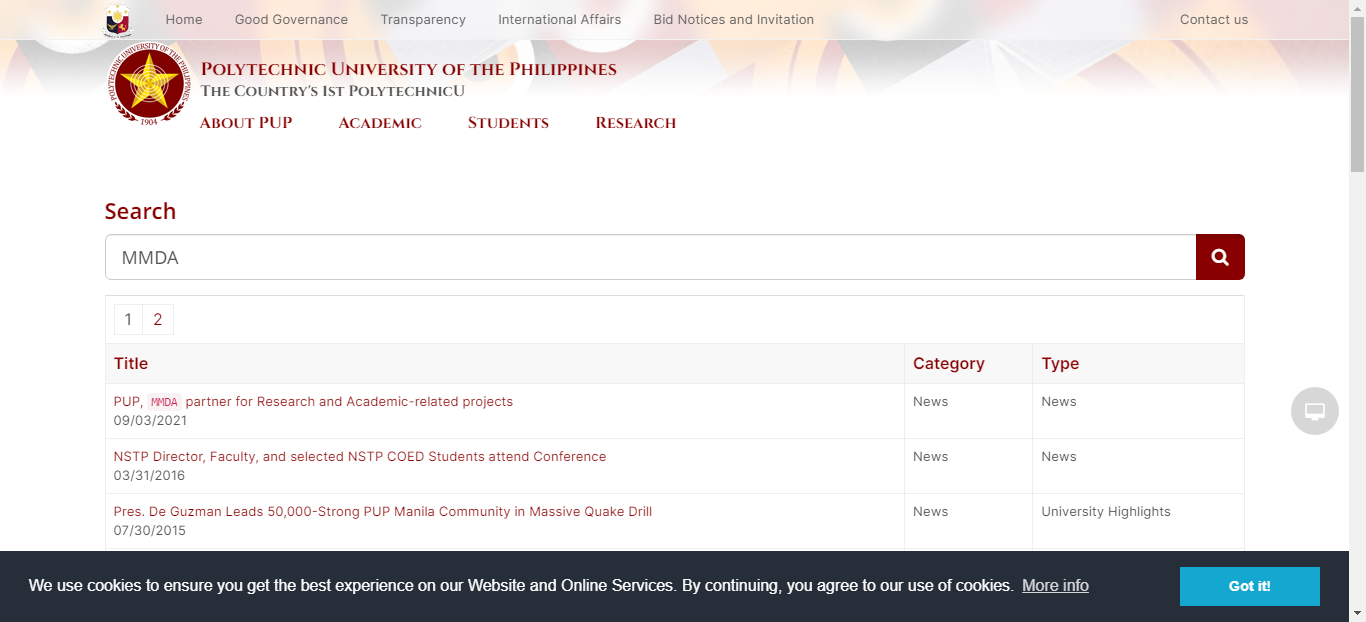 Home Good Governance Transparency International Affairs Bid Notices and Invitation Contact us
POLYTECHNIC UNIVERSITY OF THE PHILIPPINES
1904
Polytechnic University of the Philippines
The Country's 1st PolytechnicU
About PUP Academic Students Research
Search
MMDA
1 2
Title Category Type
PUP, MMDA partner for Research and Academic-related projects News News
09/03/2021
NSTP Director, Faculty, and selected NSTP COED Students attend Conference News News
03/31/2016
Pres. De Guzman Leads 50,000-Strong PUP Manila Community in Massive Quake Drill News University Highlights
07/30/2015
We use cookies to ensure you get the best experience on our Website and Online Services. By continuing, you agree to our use of cookies. More info Got it!